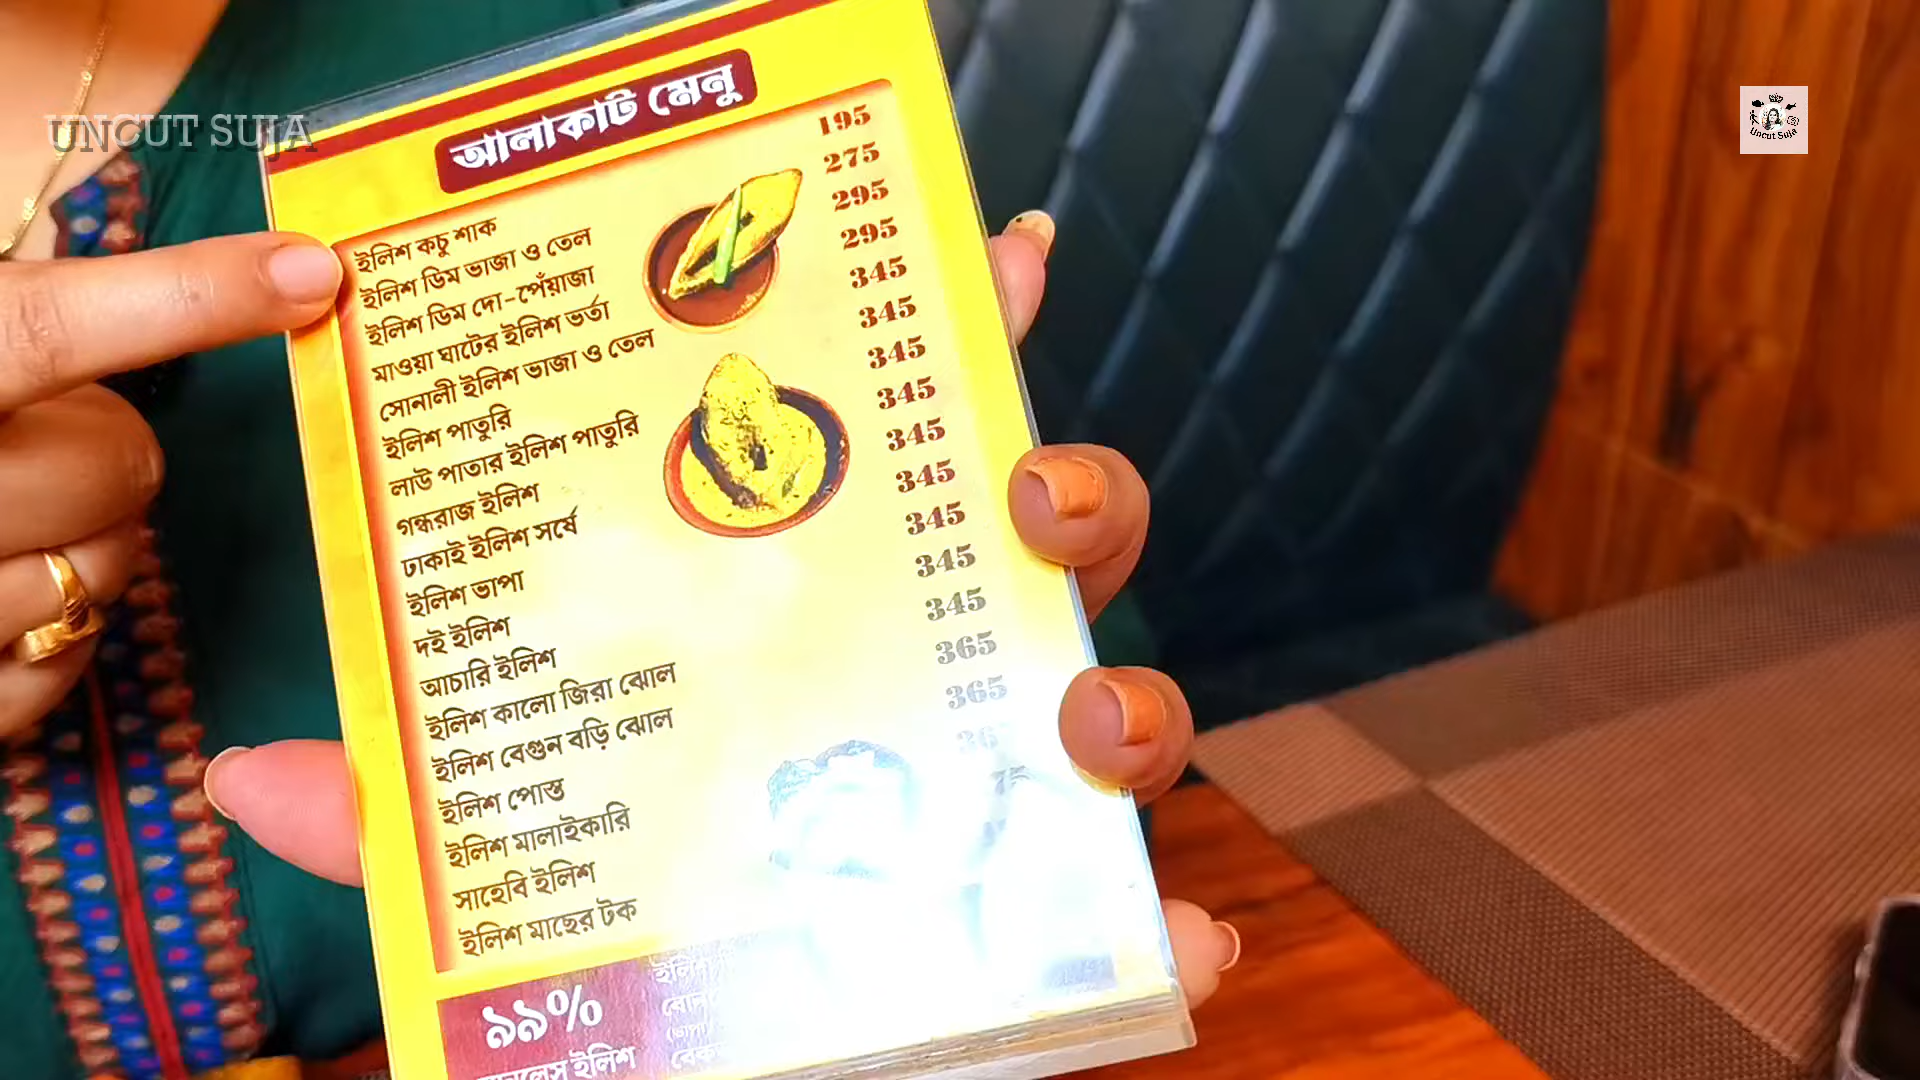 UNCUT SUJA
Uncut Suja
আলাকাট মেনু
ইলিশ কচু শাক 195
ইলিশ ডিম ভাজা ও তেল 275
ইলিশ ডিম দো-পেঁয়াজা 295
মাওয়া ঘাটের ইলিশ ভর্তা 295
সোনালী ইলিশ ভাজা ও তেল 345
ইলিশ পাতুরি 345
লাউ পাতার ইলিশ পাতুরি 345
গন্ধরাজ ইলিশ 345
ঢাকাই ইলিশ সর্ষে 345
ইলিশ ভাপা 345
দই ইলিশ 345
আচারি ইলিশ 345
ইলিশ কালো জিরা ঝোল 345
ইলিশ বেগুন বড়ি ঝোল 365
ইলিশ পোস্ত 365
ইলিশ মালাইকারি
সাহেবি ইলিশ
ইলিশ মাছের টক
৯৯%
ইলিশ